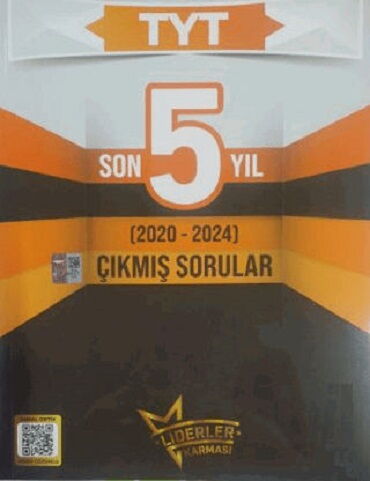 TYT
SON 5 YIL
(2020 - 2024)
ÇIKMIŞ SORULAR
LİDERLER
KARMASI